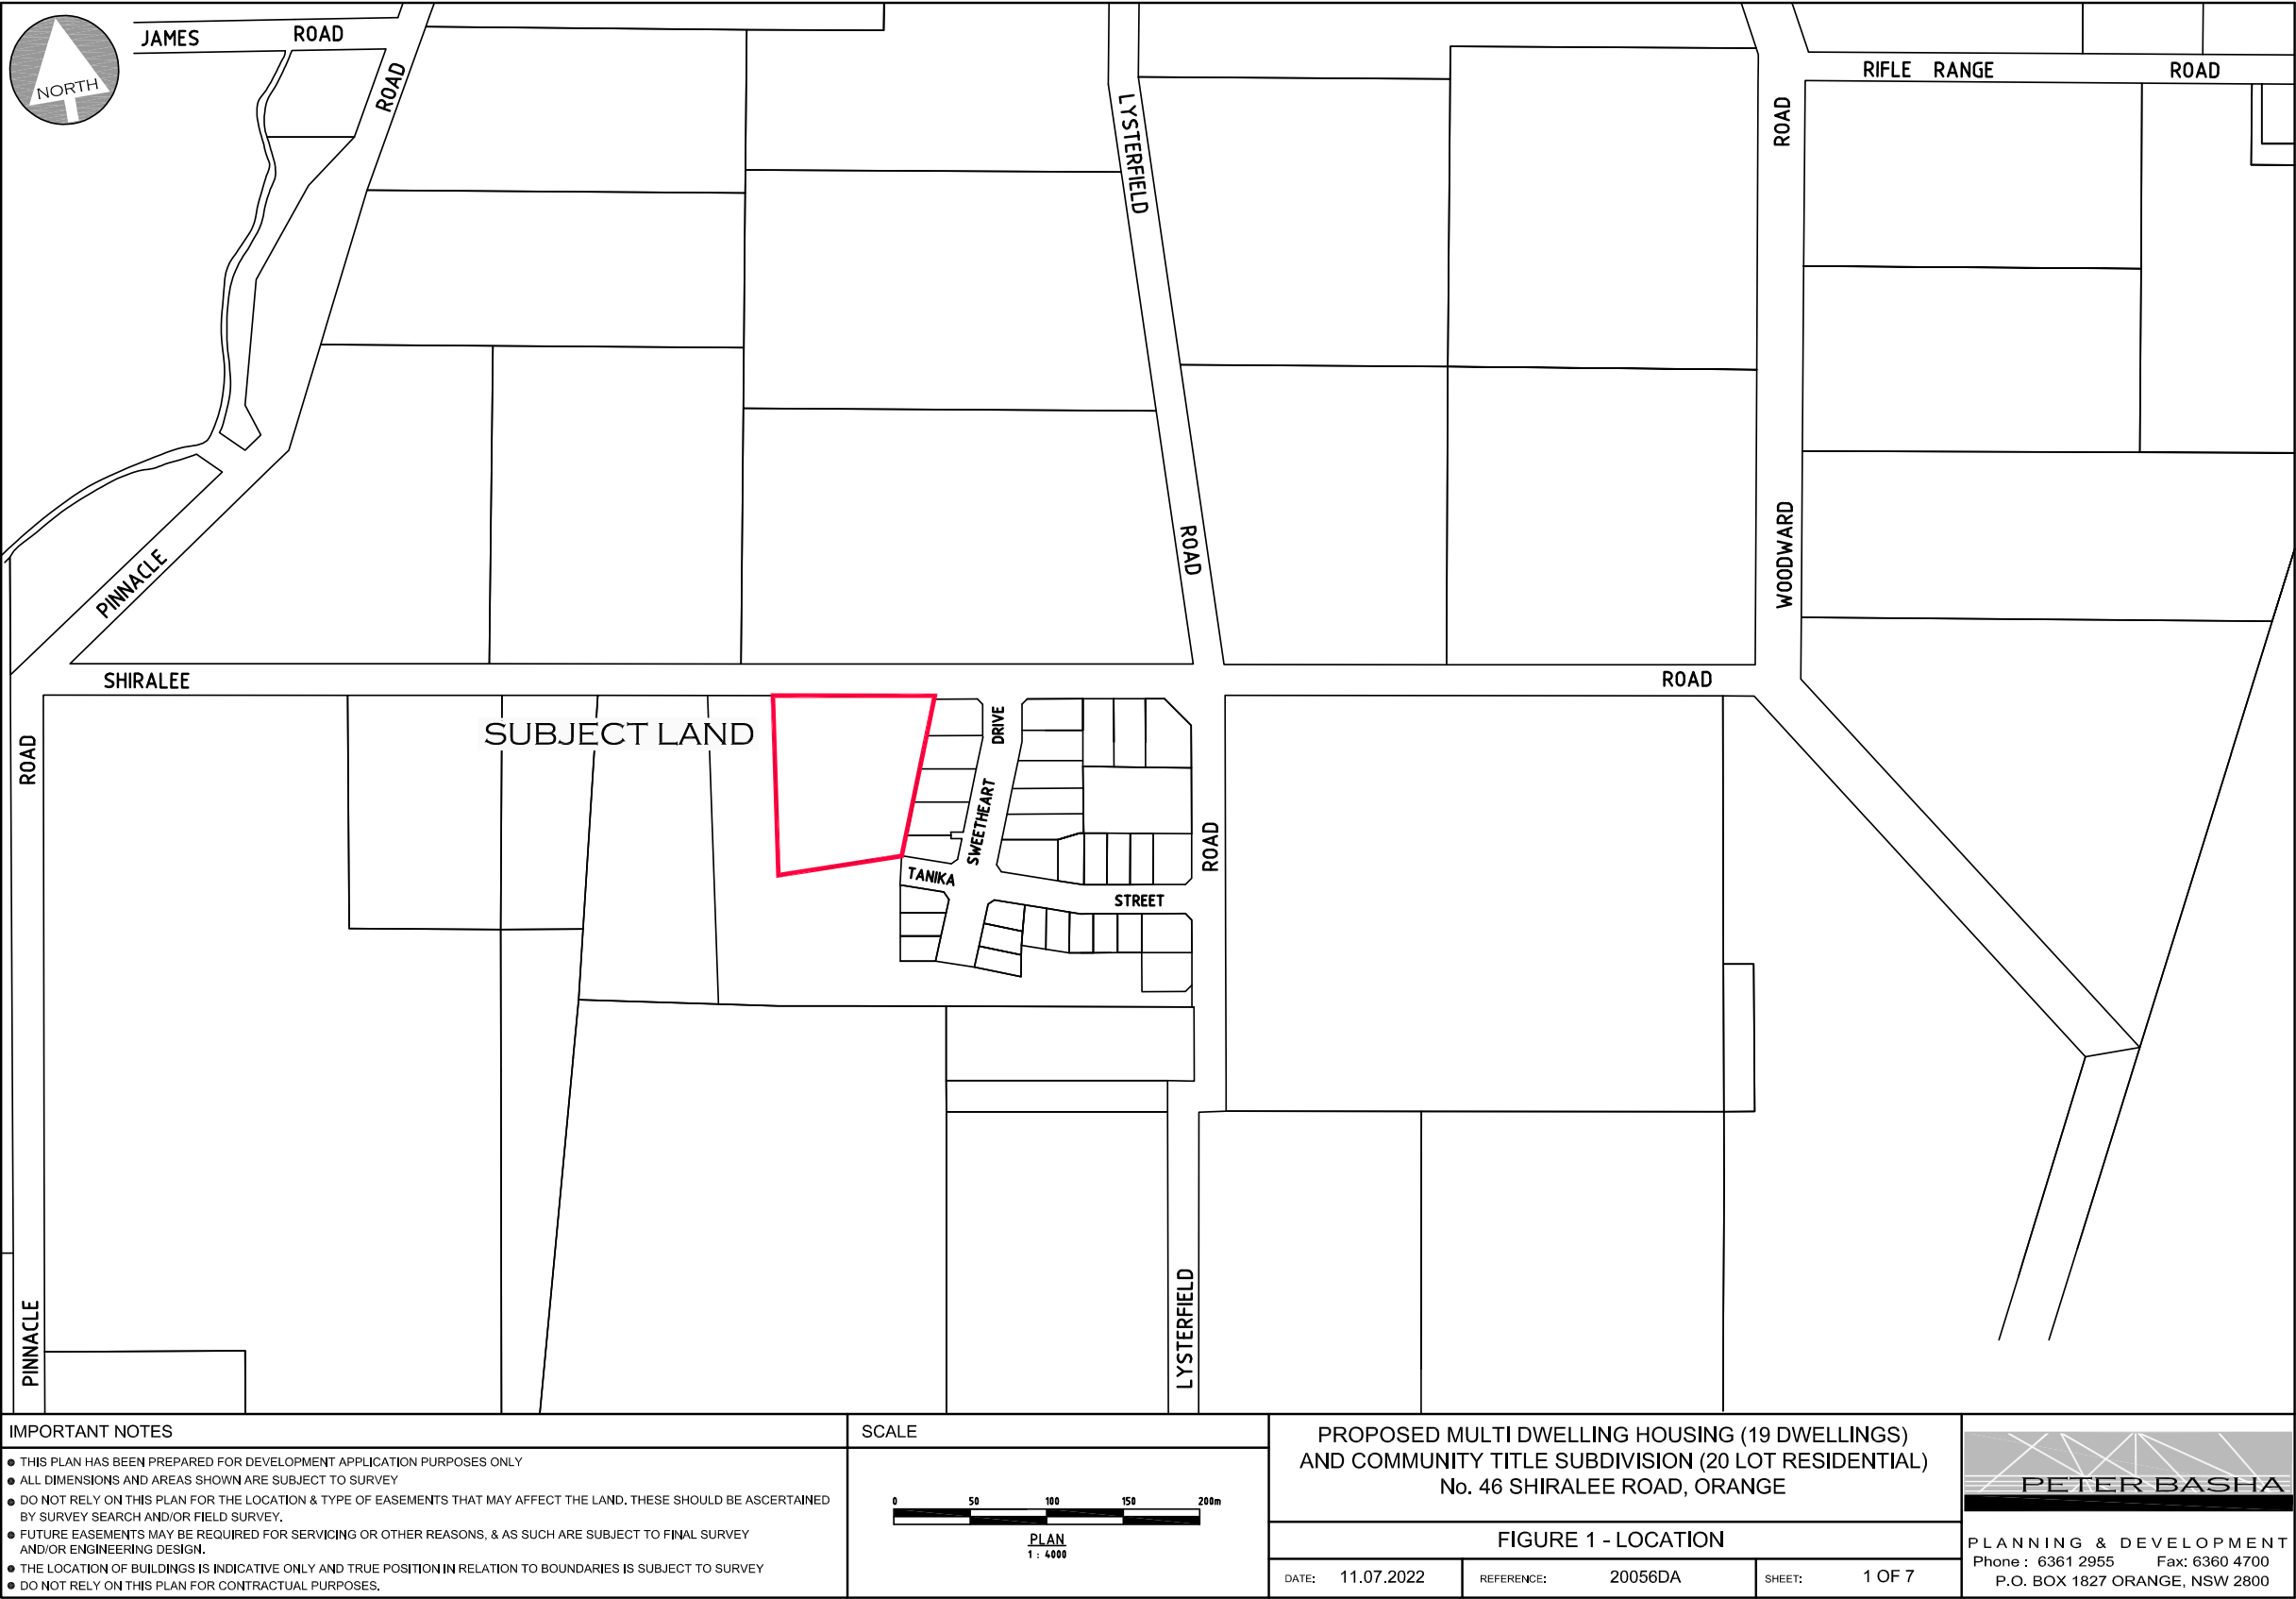 NORTH
JAMES ROAD
ROAD
LYSTERFIELD
ROAD
RIFLE RANGE ROAD
ROAD
WOODWARD
PINNACLE
SHIRALEE
ROAD
SUBJECT LAND
ROAD
DRIVE
SWEETHEART
TANIKA
STREET
ROAD
PINNACLE
LYSTERFIELD
IMPORTANT NOTES
THIS PLAN HAS BEEN PREPARED FOR DEVELOPMENT APPLICATION PURPOSES ONLY
ALL DIMENSIONS AND AREAS SHOWN ARE SUBJECT TO SURVEY
DO NOT RELY ON THIS PLAN FOR THE LOCATION & TYPE OF EASEMENTS THAT MAY AFFECT THE LAND. THESE SHOULD BE ASCERTAINED
BY SURVEY SEARCH AND/OR FIELD SURVEY.
FUTURE EASEMENTS MAY BE REQUIRED FOR SERVICING OR OTHER REASONS, & AS SUCH ARE SUBJECT TO FINAL SURVEY
AND/OR ENGINEERING DESIGN.
THE LOCATION OF BUILDINGS IS INDICATIVE ONLY AND TRUE POSITION IN RELATION TO BOUNDARIES IS SUBJECT TO SURVEY
DO NOT RELY ON THIS PLAN FOR CONTRACTUAL PURPOSES.
SCALE
0 50 100 150 200m
PLAN
1 : 4000
PROPOSED MULTI DWELLING HOUSING (19 DWELLINGS)
AND COMMUNITY TITLE SUBDIVISION (20 LOT RESIDENTIAL)
No. 46 SHIRALEE ROAD, ORANGE
FIGURE 1 - LOCATION
DATE: 11.07.2022 REFERENCE: 20056DA SHEET: 1 OF 7
PETER BASHA
PLANNING & DEVELOPMENT
Phone : 6361 2955 Fax: 6360 4700
P.O. BOX 1827 ORANGE, NSW 2800